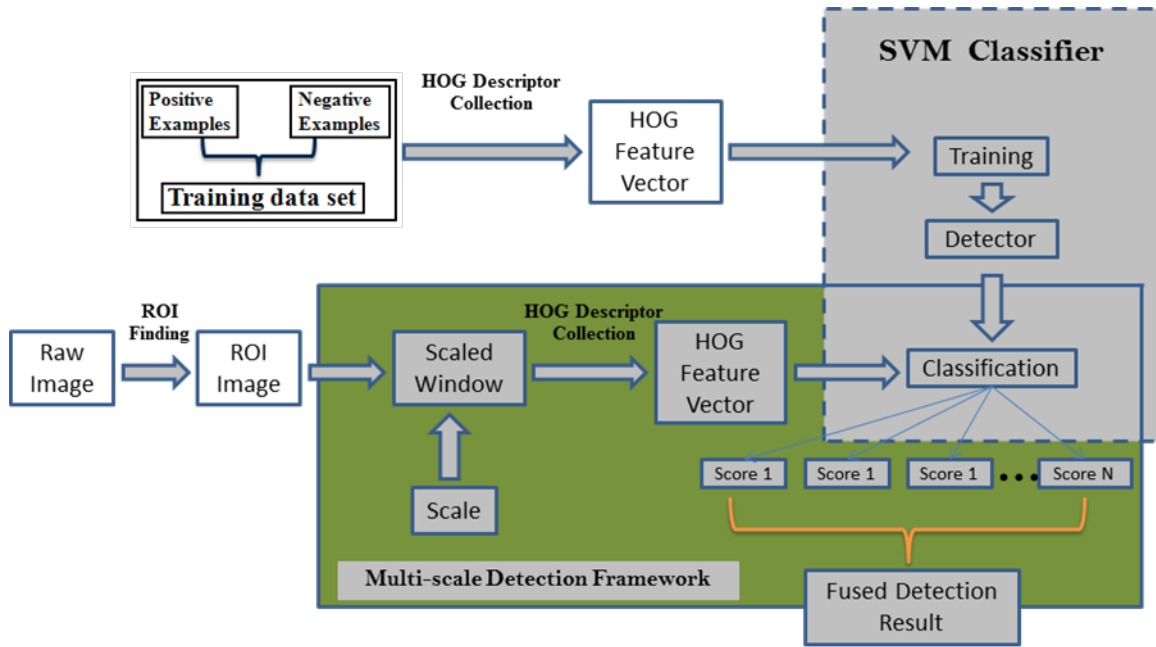 SVM Classifier
HOG Descriptor
Collection
Positive
Examples
Negative
Examples
Training data set
HOG
Feature
Vector
Training
Detector
ROI
Finding
Raw
Image
ROI
Image
Scaled
Window
HOG Descriptor
Collection
HOG
Feature
Vector
Classification
Scale
Score 1
Score 1
Score 1
•••
Score N
Multi-scale Detection Framework
Fused Detection
Result